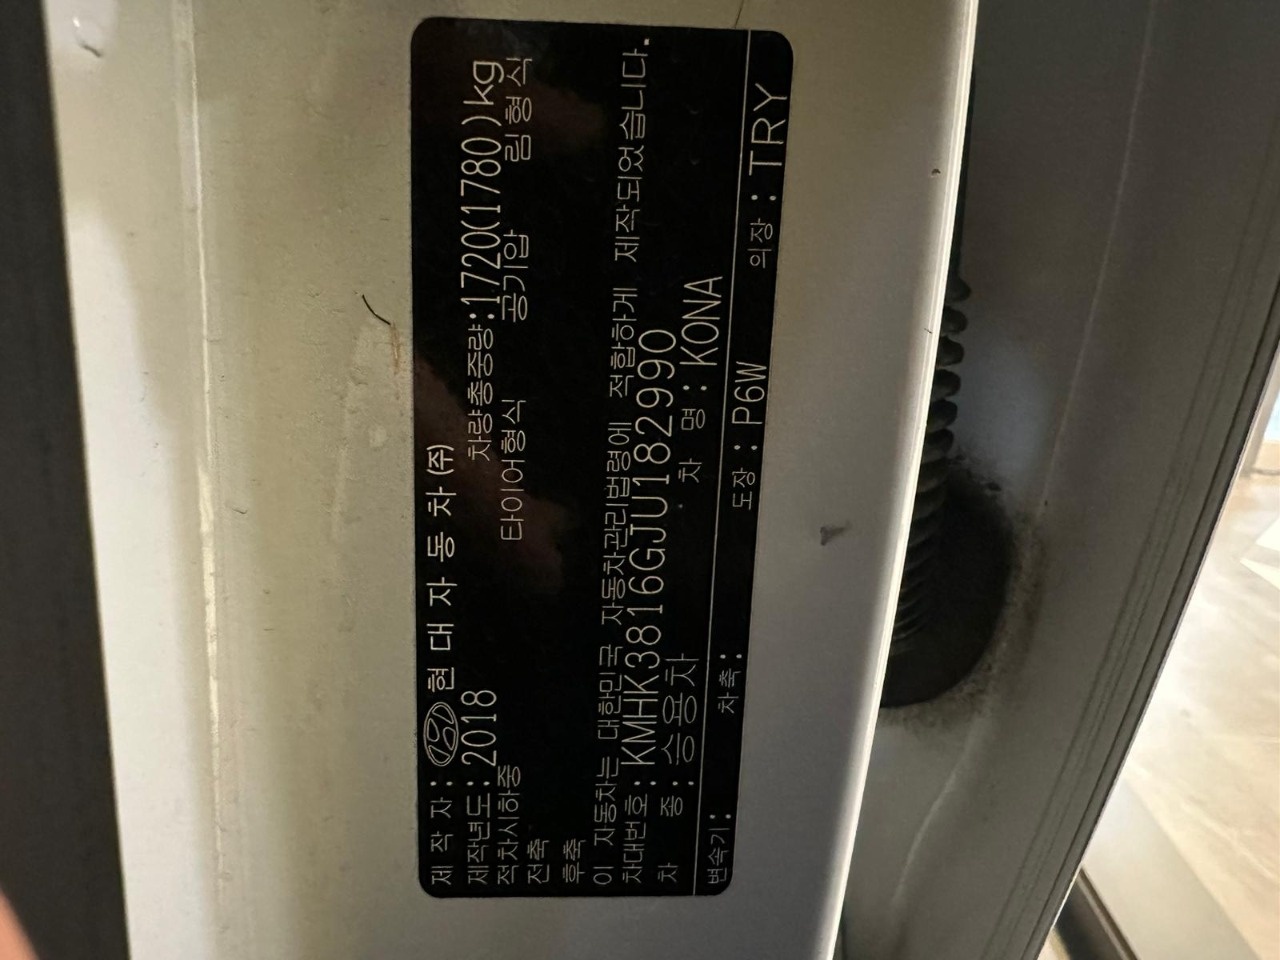 제 작 자 : 현 대 자 동 차 (주)
제작년도 : 2018 차량총중량 : 1720(1780)kg
적차시하중 타이어형식 공기압 림형식
전축
후축
이 자동차는 대한민국 자동차관리법령에 적합하게 제작되었습니다.
차대번호 : KMHK3816GJU182990
차 종 : 승용차 차 명 : KONA
변속기 : 차축 : 도장 : P6W 의장 : TRY